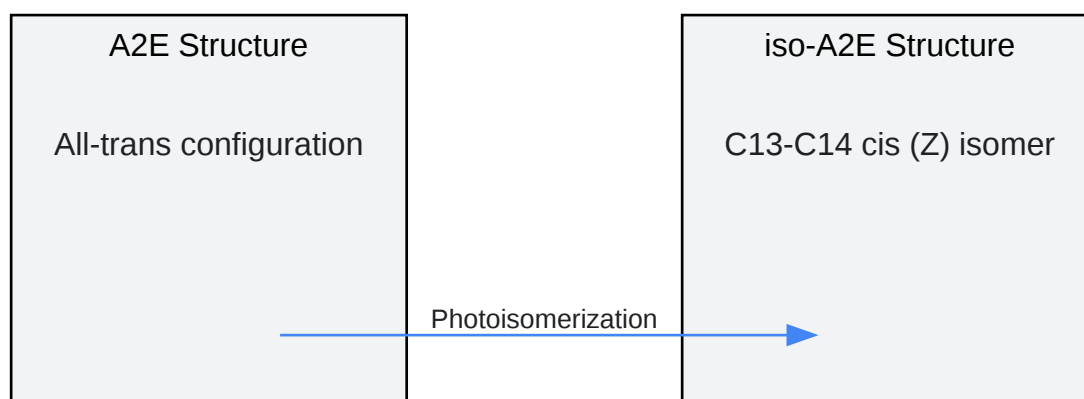 A2E Structure
All-trans configuration
iso-A2E Structure
C13-C14 cis (Z) isomer
Photoisomerization